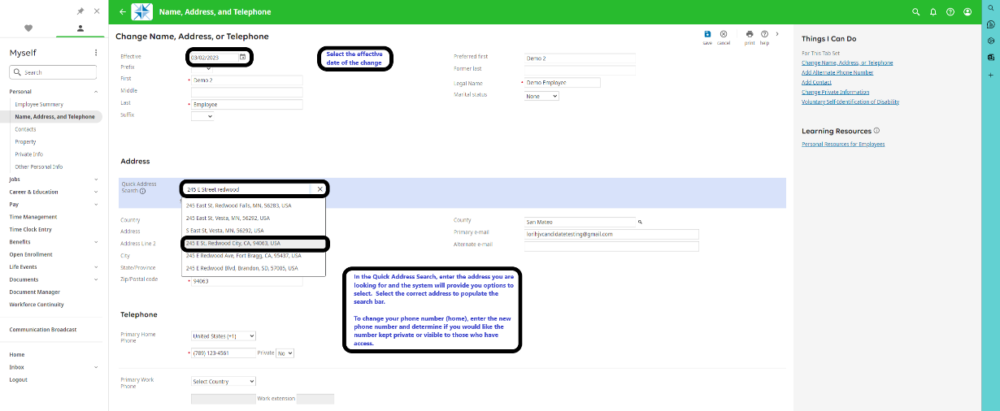 Name, Address, and Telephone
Myself
Search
Personal
Employee Summary
Name, Address, and Telephone
Contacts
Property
Private Info
Other Personal Info
Jobs
Career & Education
Pay
Time Management
Time Clock Entry
Benefits
Open Enrollment
Life Events
Documents
Document Manager
Workforce Continuity
Communication Broadcast
Home
Inbox
Logout
Change Name, Address, or Telephone
save cancel print help
Effective 03/02/2023
Select the effective
date of the change
Prefix
First * Demo 2
Middle
Last * Employee
Suffix
Preferred first Demo 2
Former last
Legal Name * Demo Employee
Marital status None
Address
Quick Address
Search
245 E Street redwood
245 East St, Redwood Falls, MN, 56283, USA
245 East St, Vesta, MN, 56292, USA
S East St, Vesta, MN, 56292, USA
245 E St, Redwood City, CA, 94063, USA
245 E Redwood Ave, Fort Bragg, CA, 95437, USA
245 E Redwood Blvd, Brandon, SD, 57005, USA
Country
Address
Address Line 2
City
State/Province
Zip/Postal code * 94063
County San Mateo
Primary e-mail lorihjvcandidatetesting@gmail.com
Alternate e-mail
In the Quick Address Search, enter the address you are
looking for and the system will provide you options to
select. Select the correct address to populate the
search bar.
To change your phone number (home), enter the new
phone number and determine if you would like the
number kept private or visible to those who have
access.
Telephone
Primary Home
Phone
United States (+1)
* (789) 123-4561 Private No
Primary Work
Phone
Select Country
Work extension
Things I Can Do
For This Tab Set
Change Name, Address, or Telephone
Add Alternate Phone Number
Add Contact
Change Private Information
Voluntary Self-Identification of Disability
Learning Resources
Personal Resources for Employees